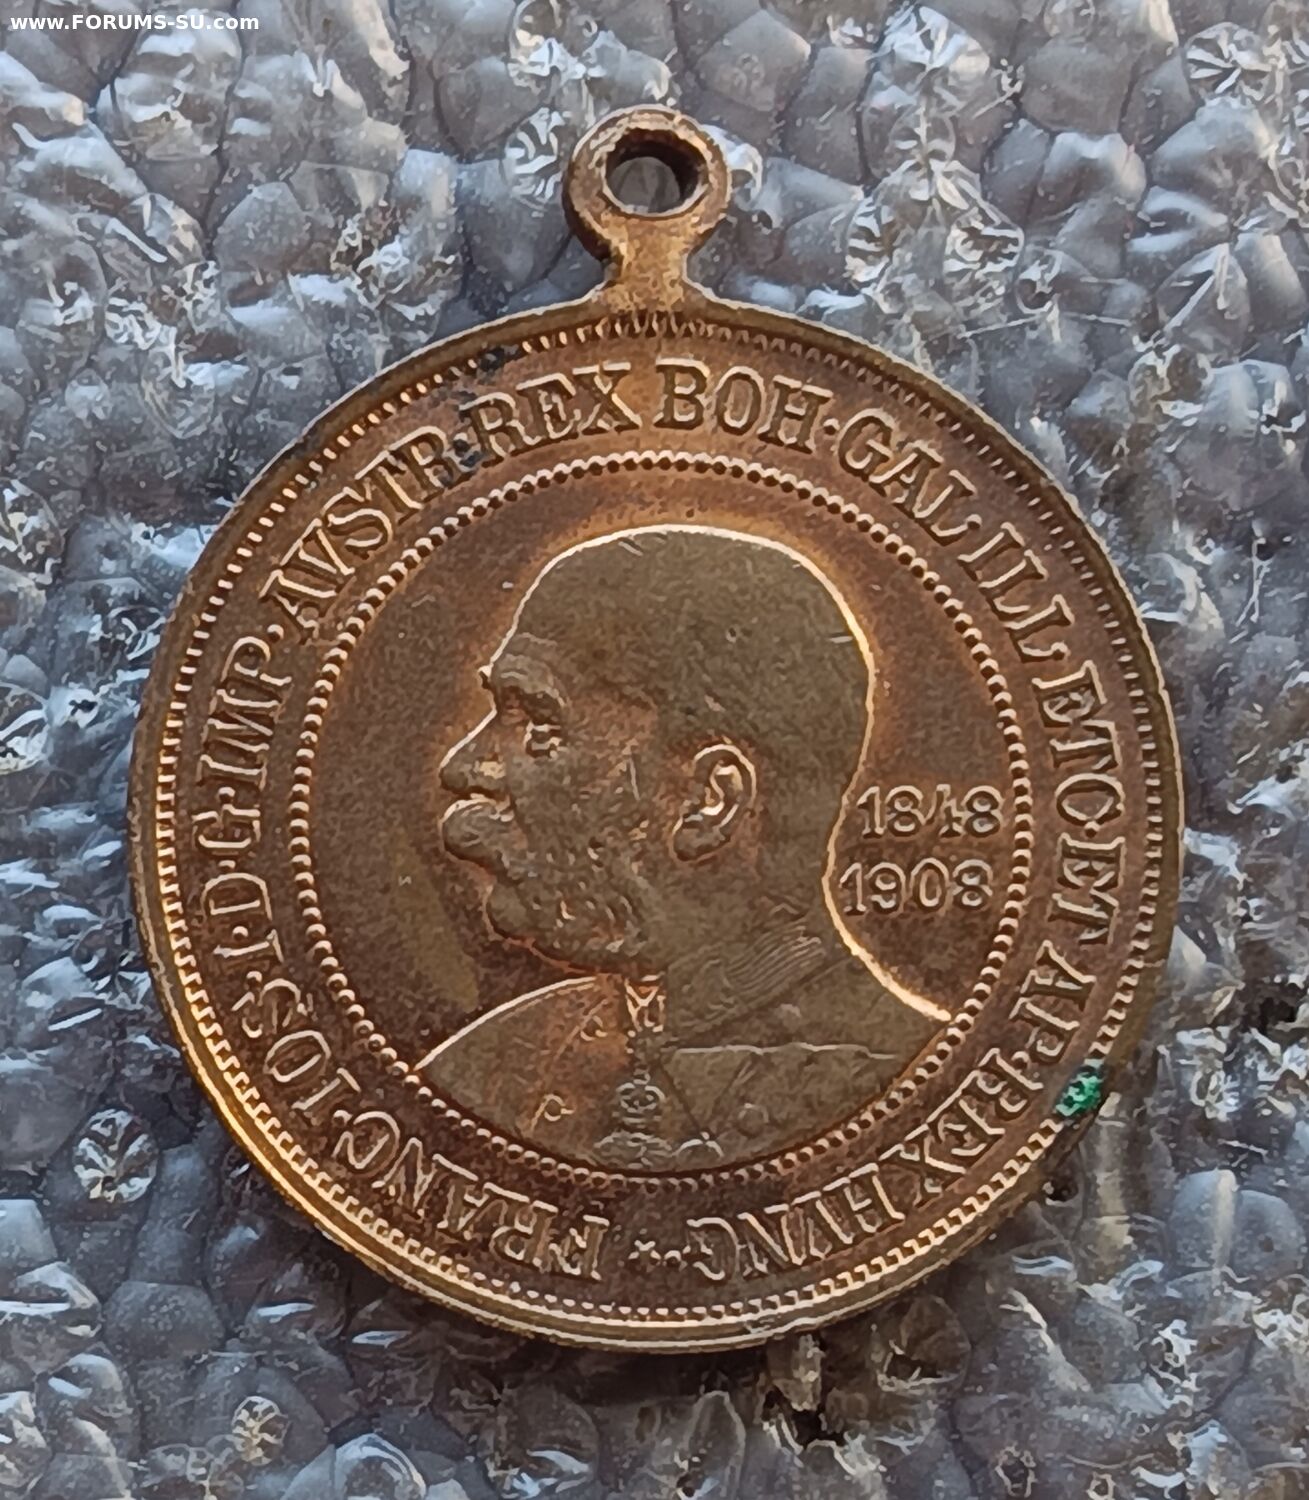 www.FORUMS-SU.com
FRANC·IOS·I·D·G·IMP·AVSTR·REX BOH·GAL·ILL·ETC·ET AP·REX HVNG·
1848
1908